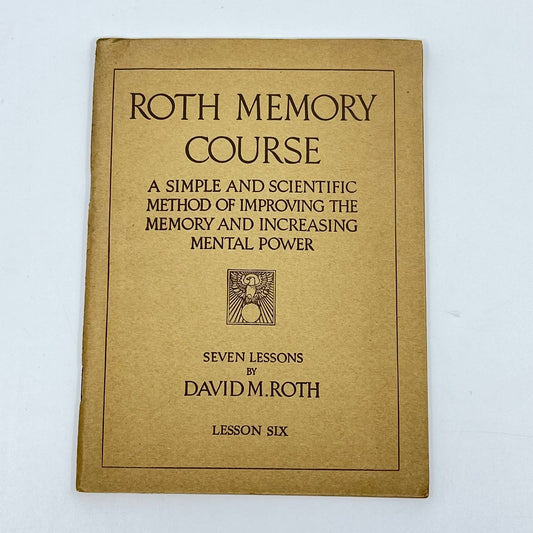 ROTH MEMORY
COURSE
A SIMPLE AND SCIENTIFIC
METHOD OF IMPROVING THE
MEMORY AND INCREASING
MENTAL POWER
SEVEN LESSONS
BY
DAVID M. ROTH
LESSON SIX